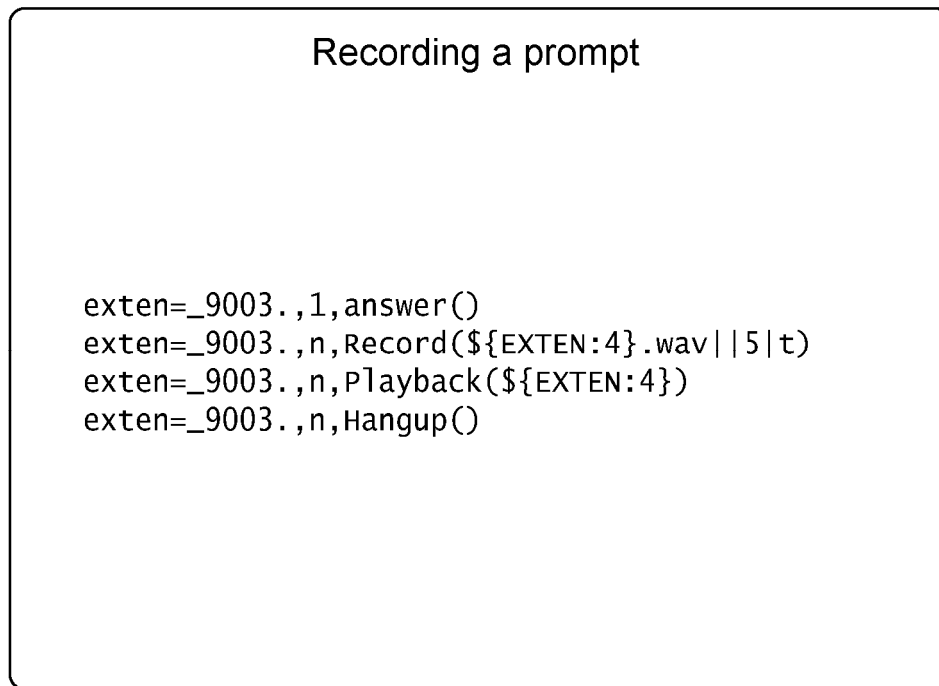 Recording a prompt
exten=_9003.,1,answer()
exten=_9003.,n,Record(${EXTEN:4}.wav||5|t)
exten=_9003.,n,Playback(${EXTEN:4})
exten=_9003.,n,Hangup()